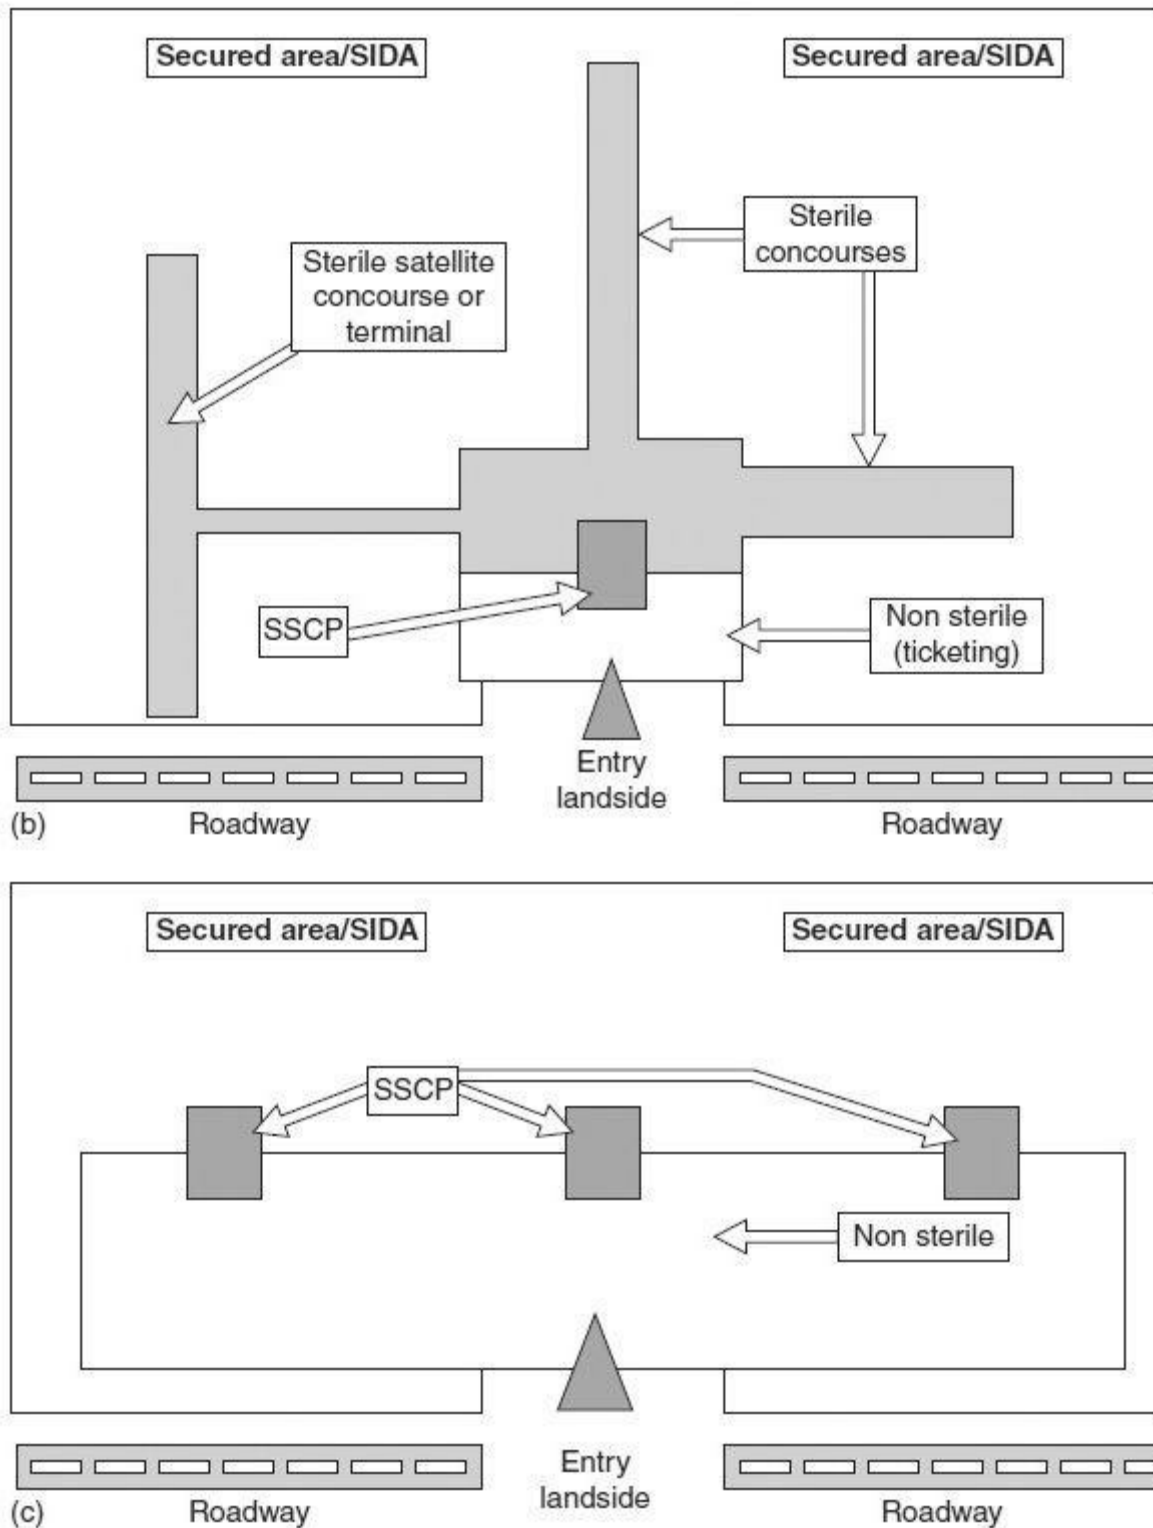 Secured area/SIDA
Secured area/SIDA
Sterile
concourses
Sterile satellite
concourse or
terminal
SSCP
Non sterile
(ticketing)
Entry
landside
Roadway
Roadway
(b)
Secured area/SIDA
Secured area/SIDA
SSCP
Non sterile
Entry
landside
Roadway
Roadway
(c)